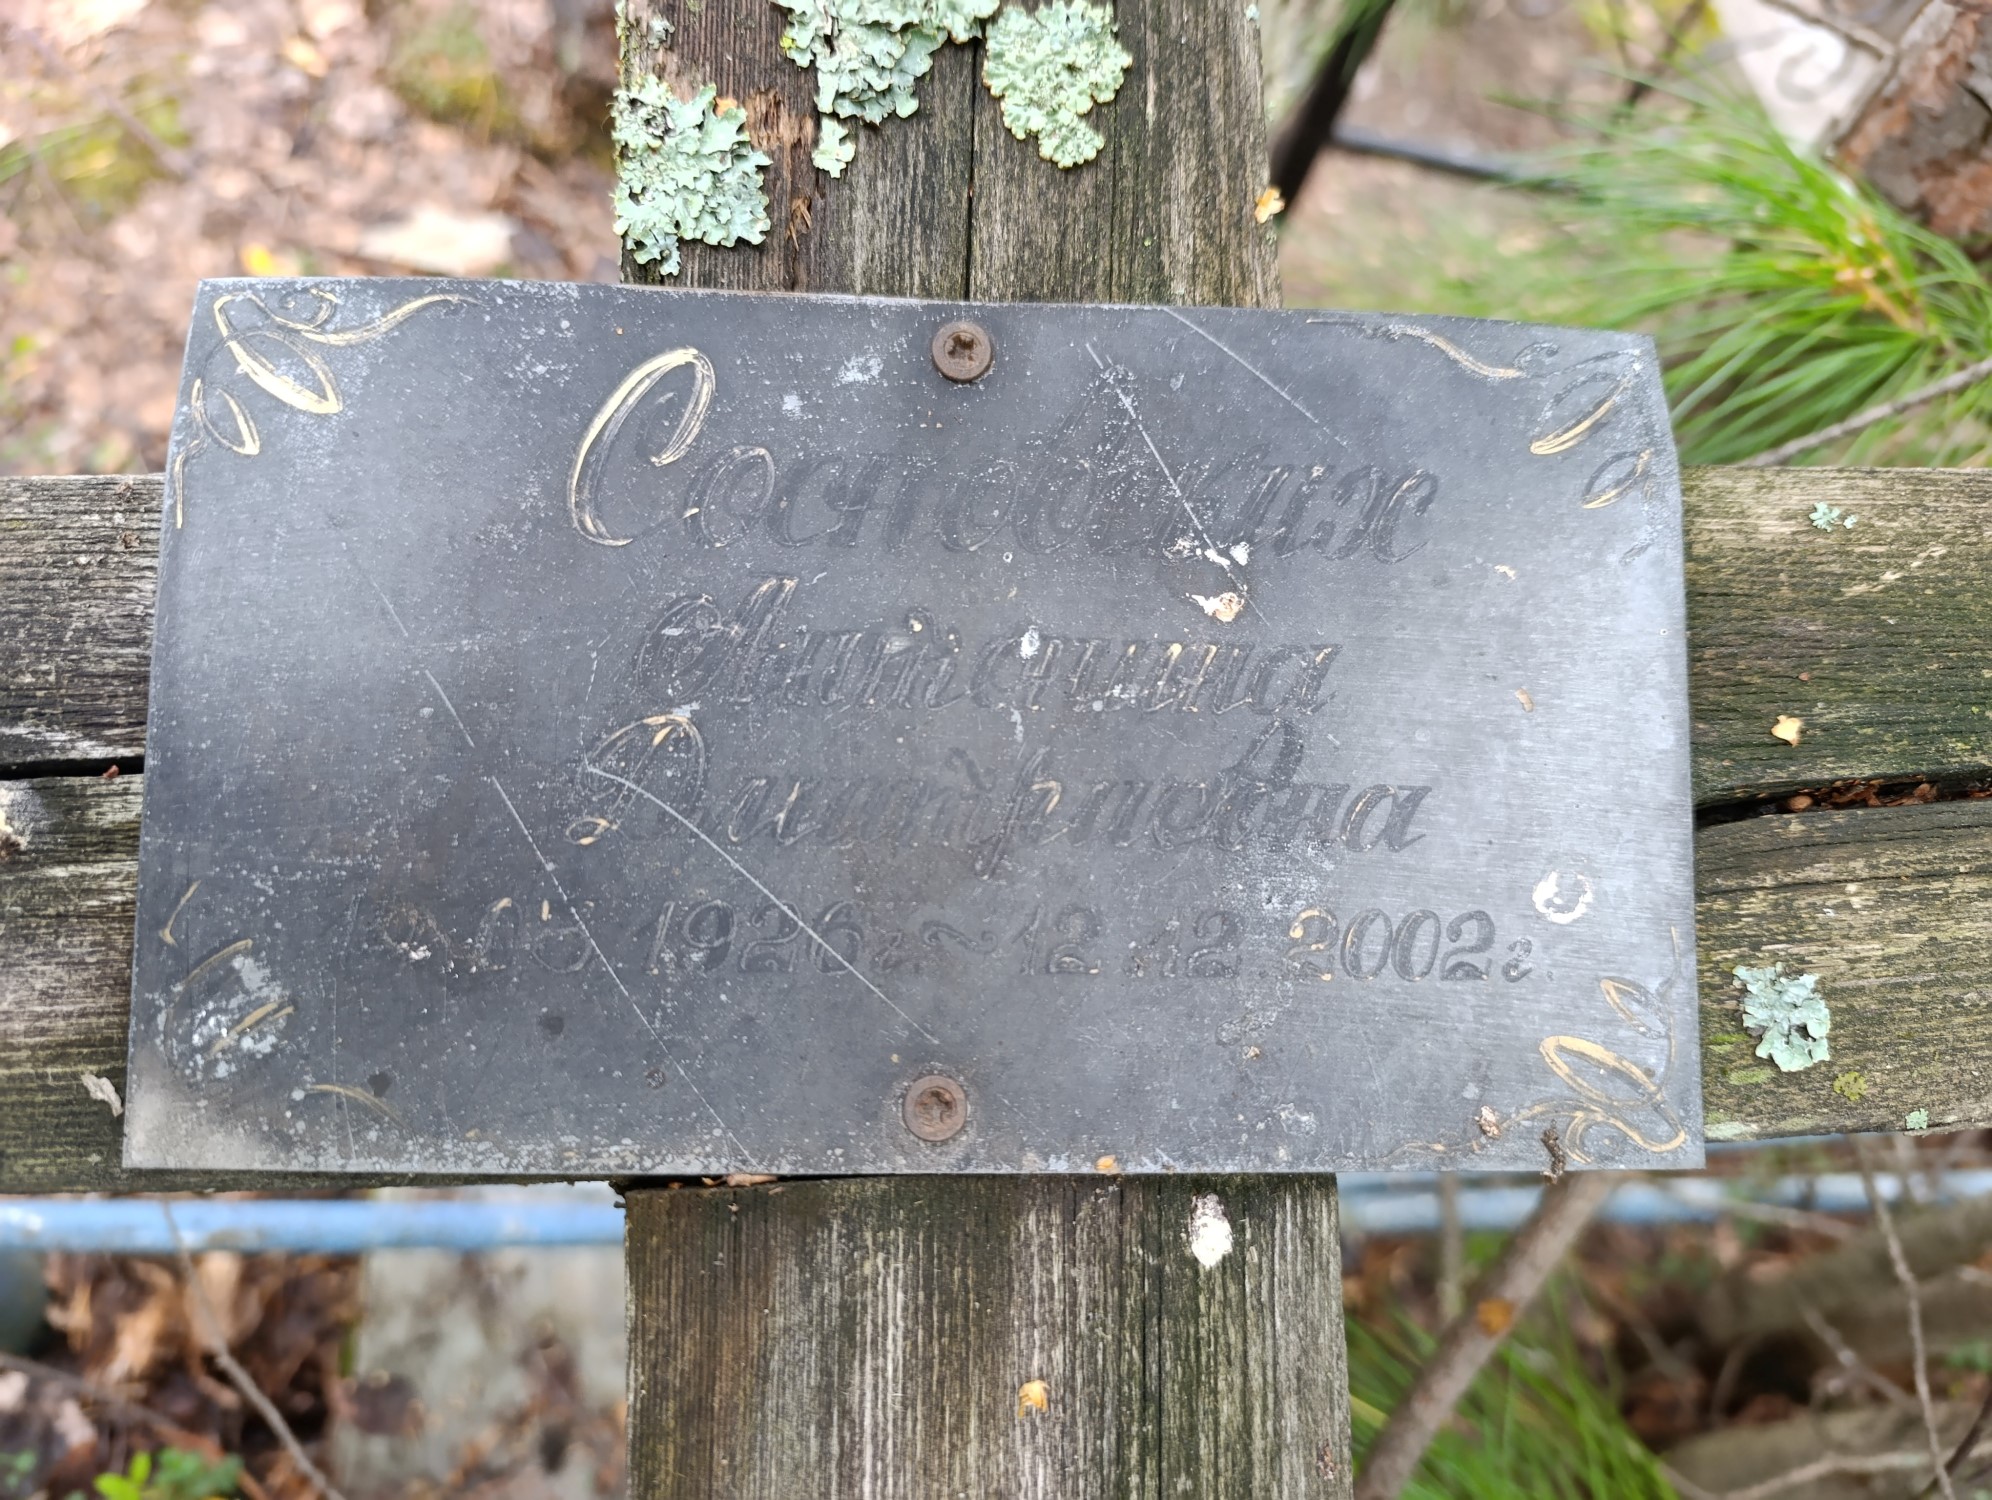 Сосновских
Антонина
Дмитриевна
1926г. ~ 12.12.2002г.